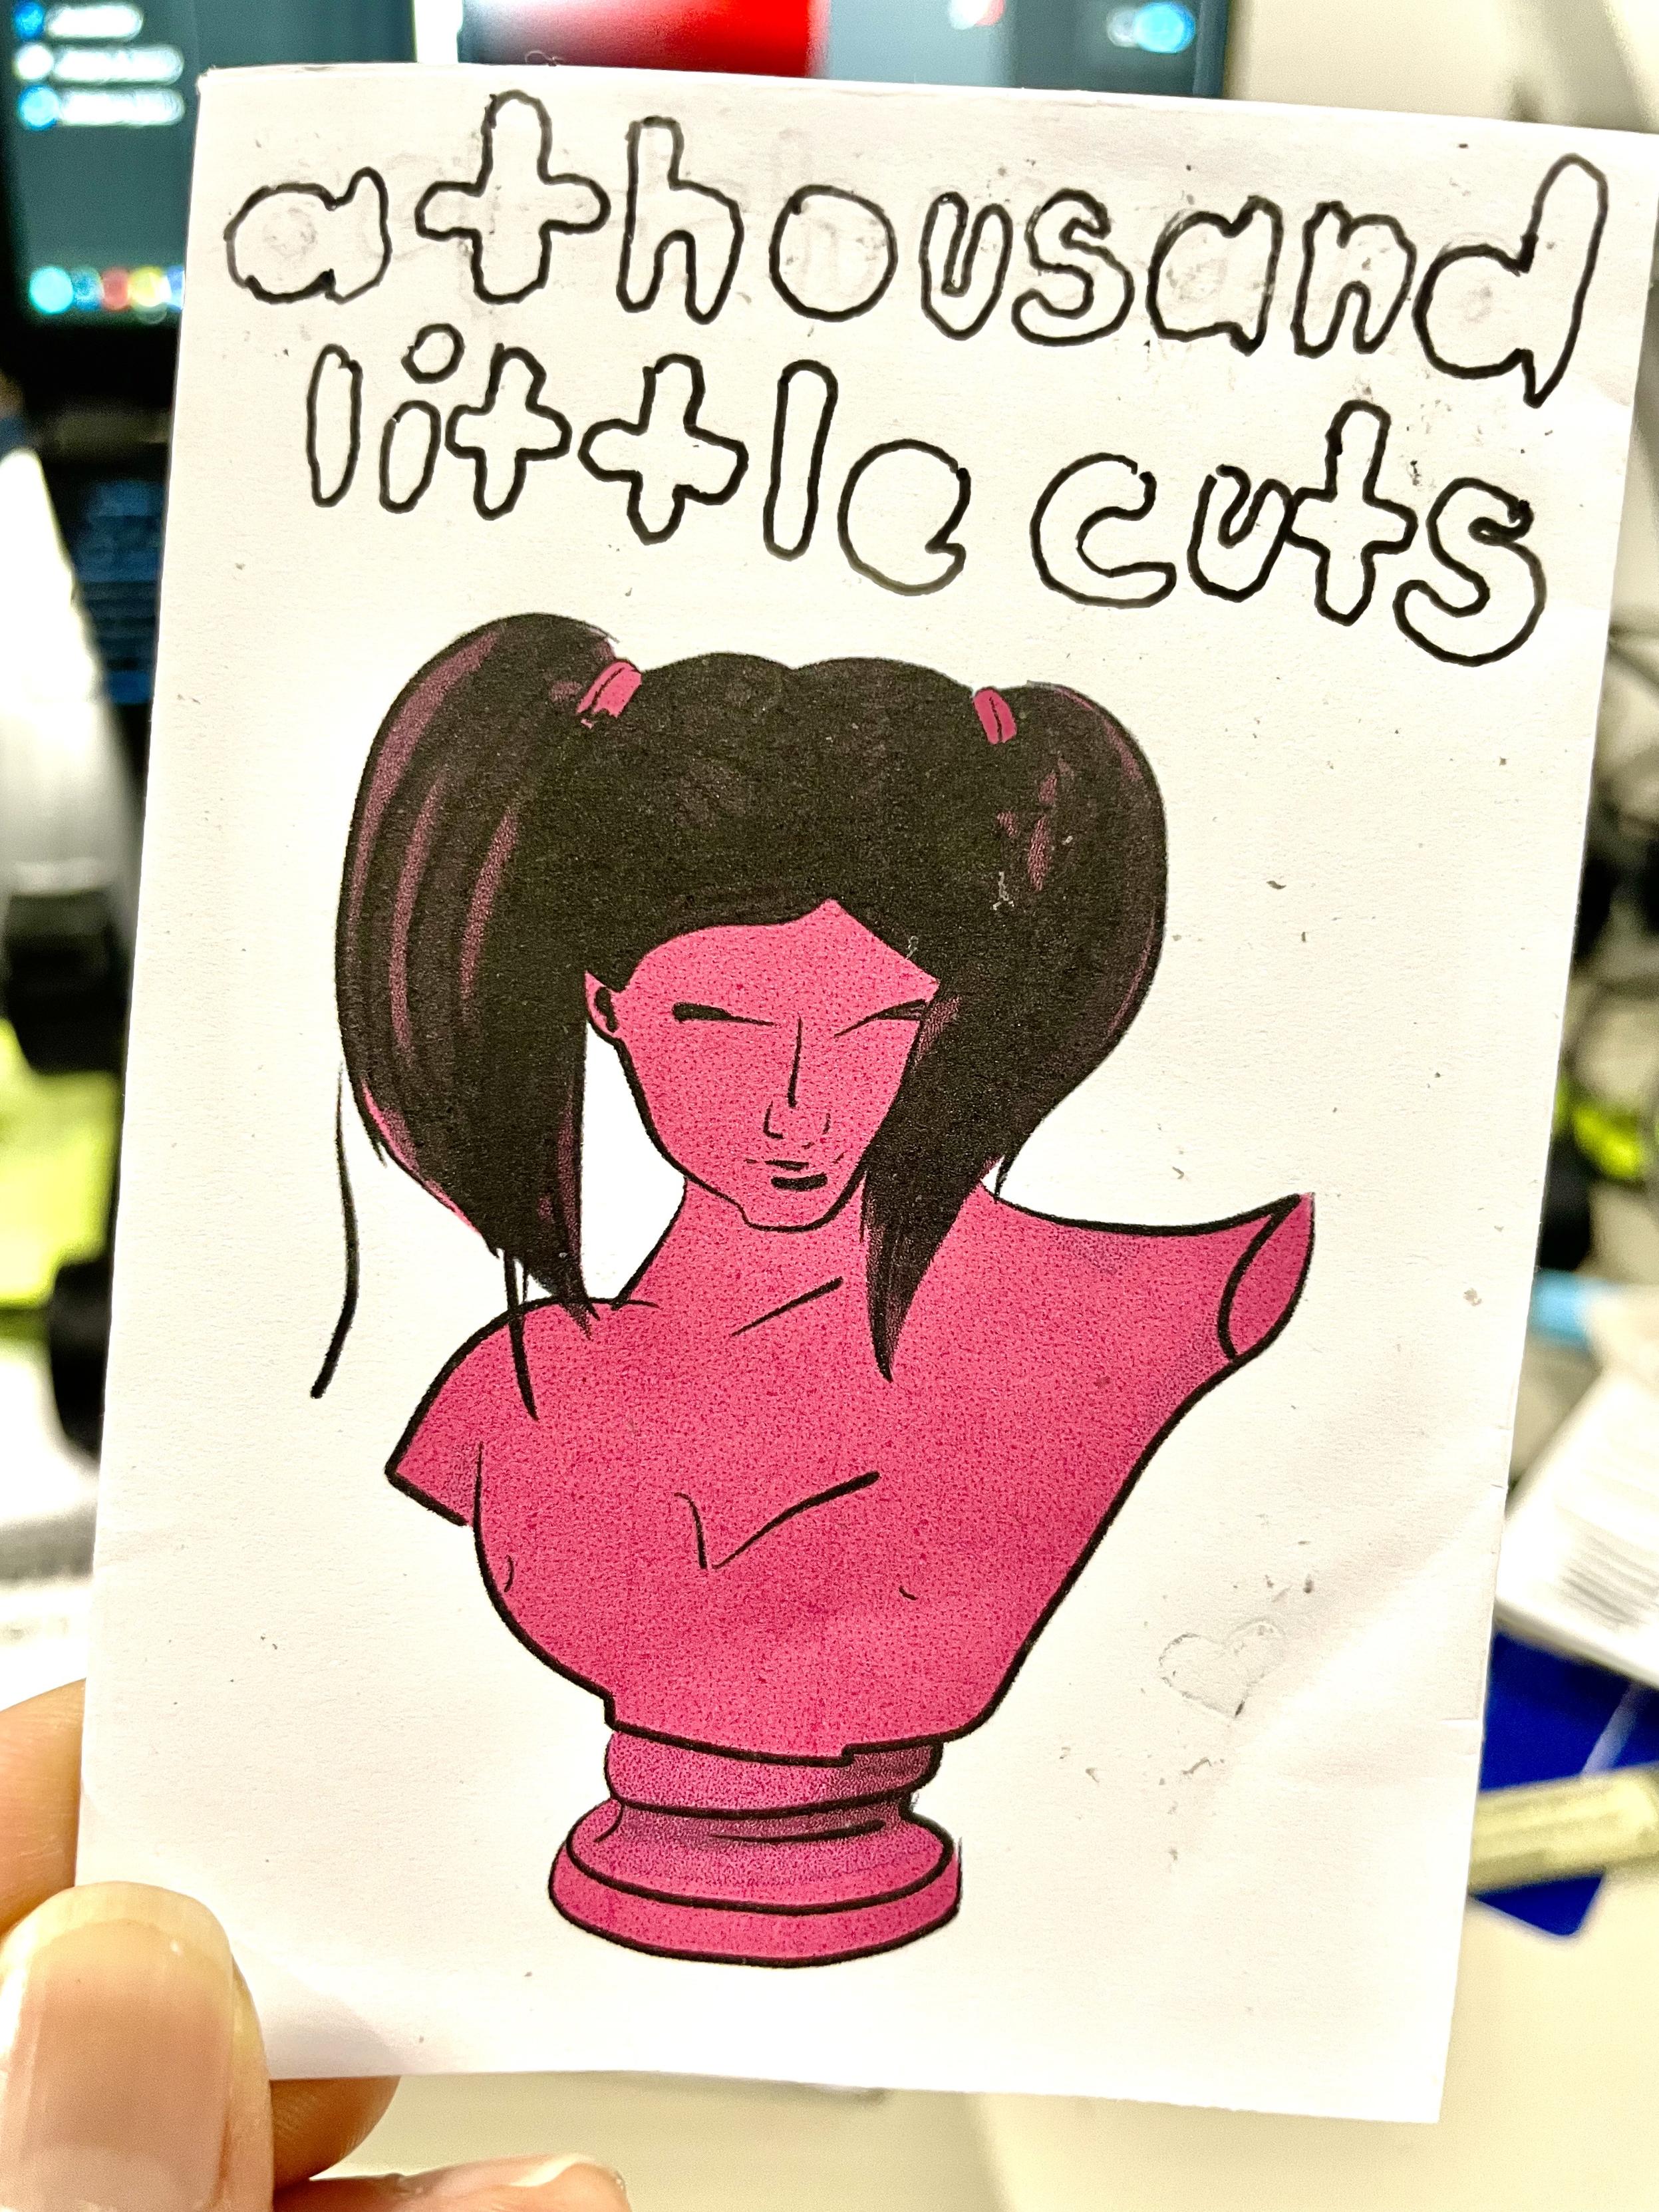 a thousand
little cuts